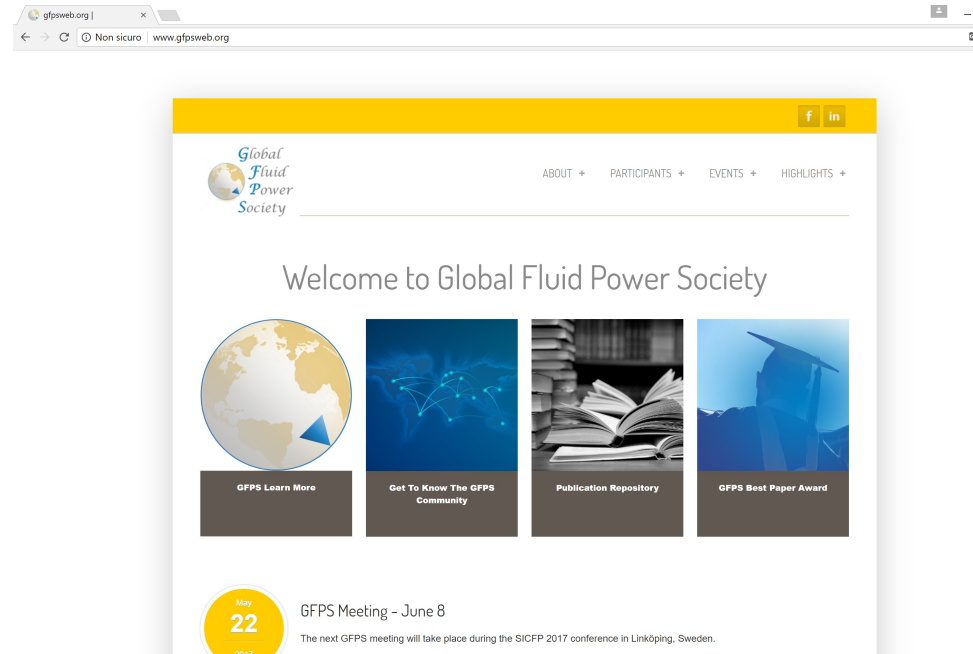 gfpsweb.org |
Non sicuro www.gfpsweb.org
f in
Global
Fluid
Power
Society
ABOUT + PARTICIPANTS + EVENTS + HIGHLIGHTS +
Welcome to Global Fluid Power Society
GFPS Learn More
Get To Know The GFPS
Community
Publication Repository
GFPS Best Paper Award
May
22
2017
GFPS Meeting - June 8
The next GFPS meeting will take place during the SICFP 2017 conference in Linköping, Sweden.